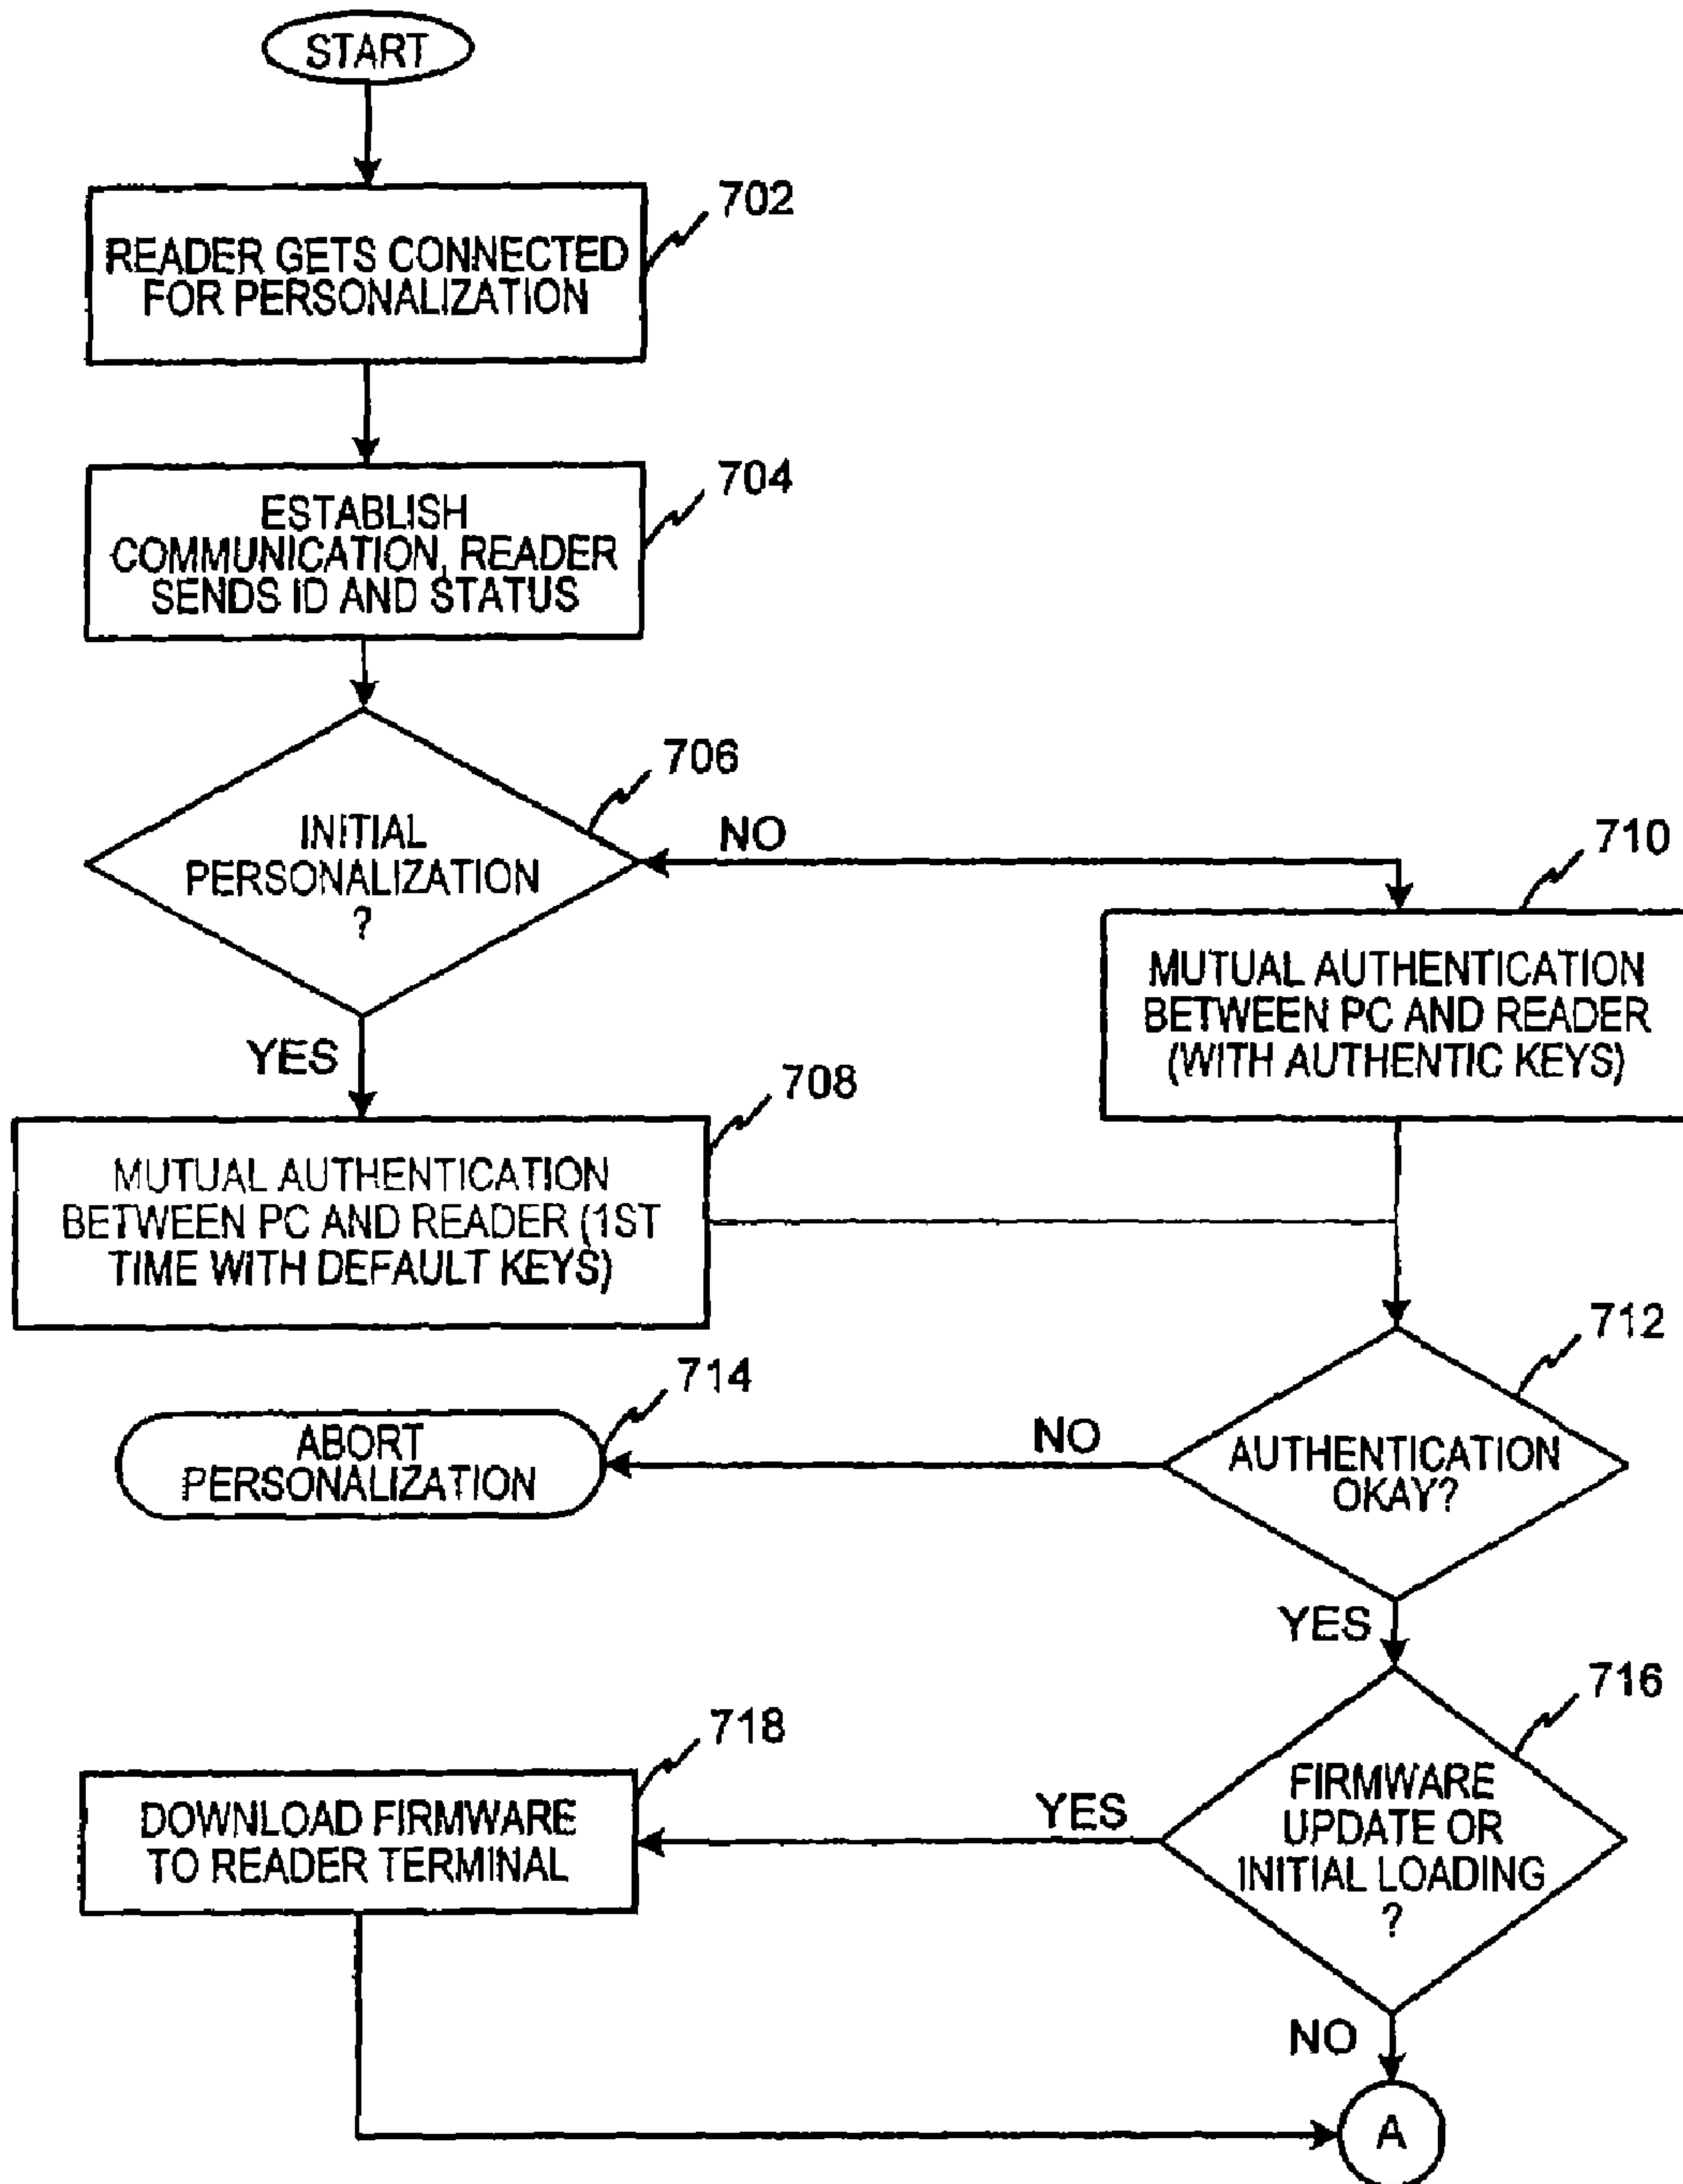 START
702
READER GETS CONNECTED
FOR PERSONALIZATION
704
ESTABLISH
COMMUNICATION, READER
SENDS ID AND STATUS
706
INITIAL
PERSONALIZATION
?
NO
710
MUTUAL AUTHENTICATION
BETWEEN PC AND READER
(WITH AUTHENTIC KEYS)
YES
708
MUTUAL AUTHENTICATION
BETWEEN PC AND READER (1ST
TIME WITH DEFAULT KEYS)
712
AUTHENTICATION
OKAY?
NO
714
ABORT
PERSONALIZATION
YES
716
FIRMWARE
UPDATE OR
INITIAL LOADING
?
YES
718
DOWNLOAD FIRMWARE
TO READER TERMINAL
NO
A